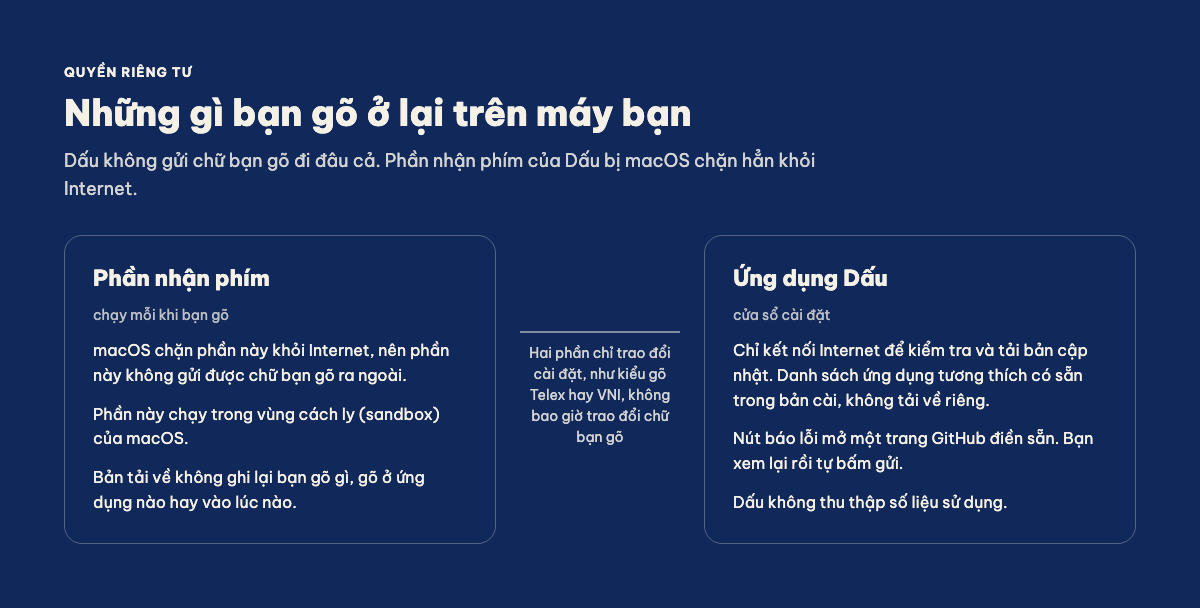 QUYỀN RIÊNG TƯ
Những gì bạn gõ ở lại trên máy bạn
Dấu không gửi chữ bạn gõ đi đâu cả. Phần nhận phím của Dấu bị macOS chặn hẳn khỏi
Internet.
Phần nhận phím
chạy mỗi khi bạn gõ
macOS chặn phần này khỏi Internet, nên phần
này không gửi được chữ bạn gõ ra ngoài.
Phần này chạy trong vùng cách ly (sandbox)
của macOS.
Bản tải về không ghi lại bạn gõ gì, gõ ở ứng
dụng nào hay vào lúc nào.
Hai phần chỉ trao đổi
cài đặt, như kiểu gõ
Telex hay VNI, không
bao giờ trao đổi chữ
bạn gõ
Ứng dụng Dấu
cửa sổ cài đặt
Chỉ kết nối Internet để kiểm tra và tải bản cập
nhật. Danh sách ứng dụng tương thích có sẵn
trong bản cài, không tải về riêng.
Nút báo lỗi mở một trang GitHub điền sẵn. Bạn
xem lại rồi tự bấm gửi.
Dấu không thu thập số liệu sử dụng.